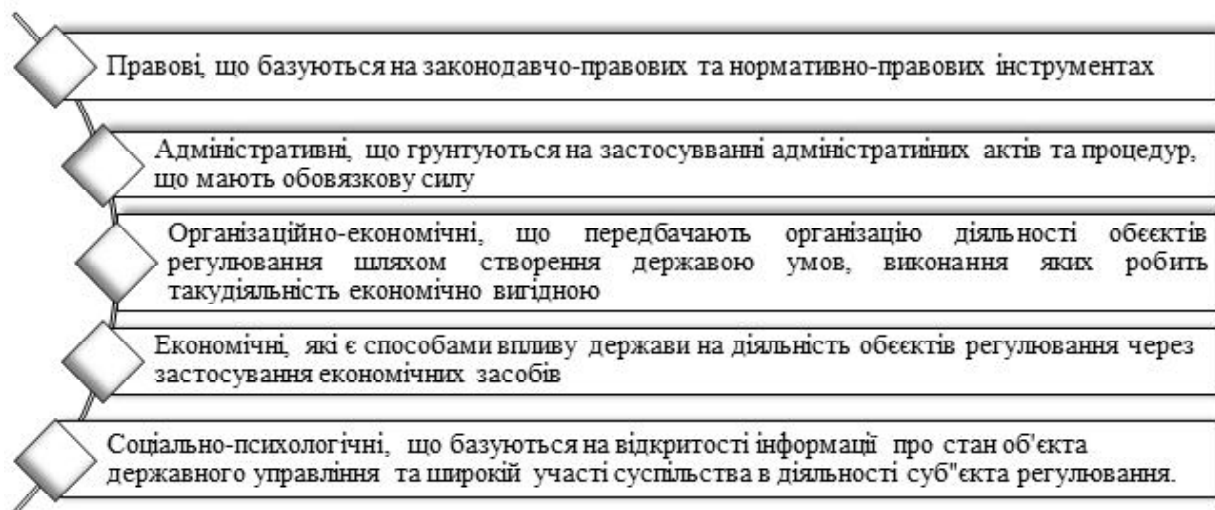 Правові, що базуються на законодавчо-правових та нормативно-правових інструментах
Адміністративні, що грунтуються на застосувванні адміністратиіних актів та процедур,
що мають обовязкову силу
Організаційно-економічні, що передбачають організацію діяльності обєєктів
регулювання шляхом створення державою умов, виконання яких робить
такудіяльність економічно вигідною
Економічні, які є способами впливу держави на діяльність обєєктів регулювання через
застосування економічних засобів
Соціально-психологічні, що базуються на відкритості інформації про стан об'єкта
державного управління та широкій участі суспільства в діяльності суб"єкта регулювання.